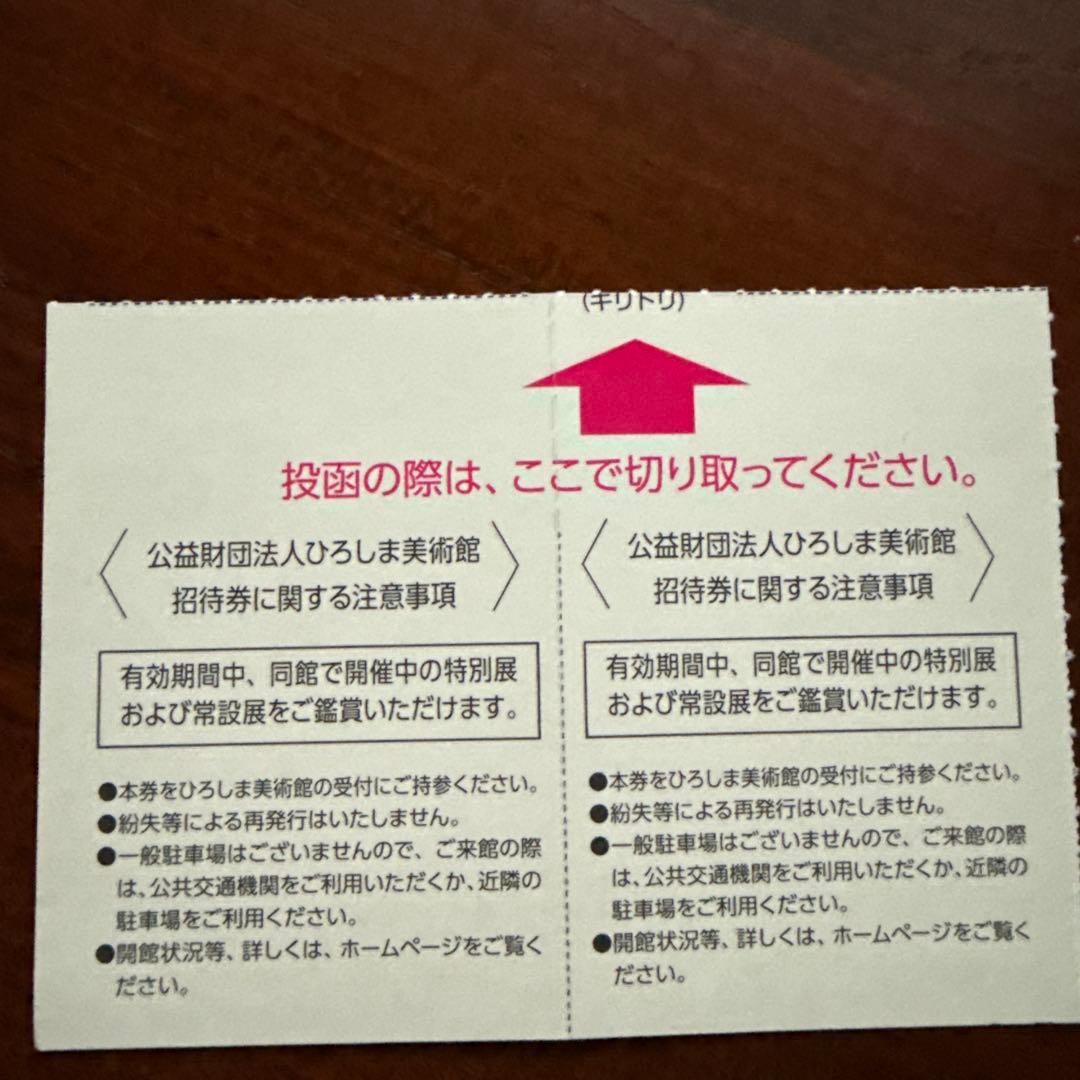 (キリトリ)
投函の際は、ここで切り取ってください。
公益財団法人ひろしま美術館
招待券に関する注意事項
有効期間中、同館で開催中の特別展
および常設展をご鑑賞いただけます。
●本券をひろしま美術館の受付にご持参ください。
●紛失等による再発行はいたしません。
●一般駐車場はございませんので、ご来館の際
は、公共交通機関をご利用いただくか、近隣の
駐車場をご利用ください。
●開館状況等、詳しくは、ホームページをご覧く
ださい。
公益財団法人ひろしま美術館
招待券に関する注意事項
有効期間中、同館で開催中の特別展
および常設展をご鑑賞いただけます。
●本券をひろしま美術館の受付にご持参ください。
●紛失等による再発行はいたしません。
●一般駐車場はございませんので、ご来館の際
は、公共交通機関をご利用いただくか、近隣の
駐車場をご利用ください。
●開館状況等、詳しくは、ホームページをご覧く
ださい。